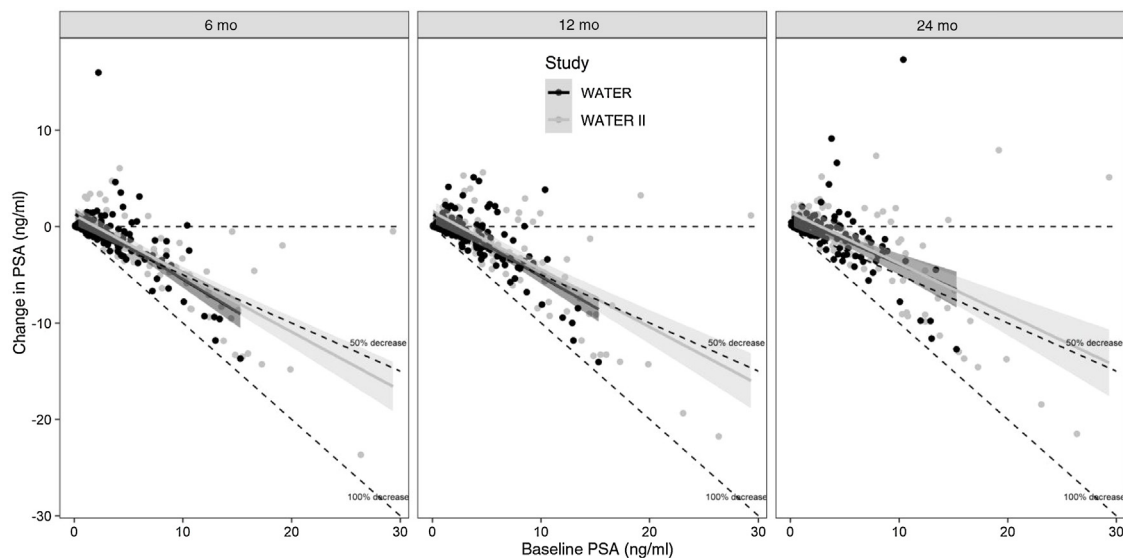 6 mo
12 mo
24 mo
Study
WATER
WATER II
Change in PSA (ng/ml)
10
0
-10
-20
-30
50% decrease
100% decrease
50% decrease
100% decrease
50% decrease
100% decrease
0 10 20 30
0 10 20 30
0 10 20 30
Baseline PSA (ng/ml)